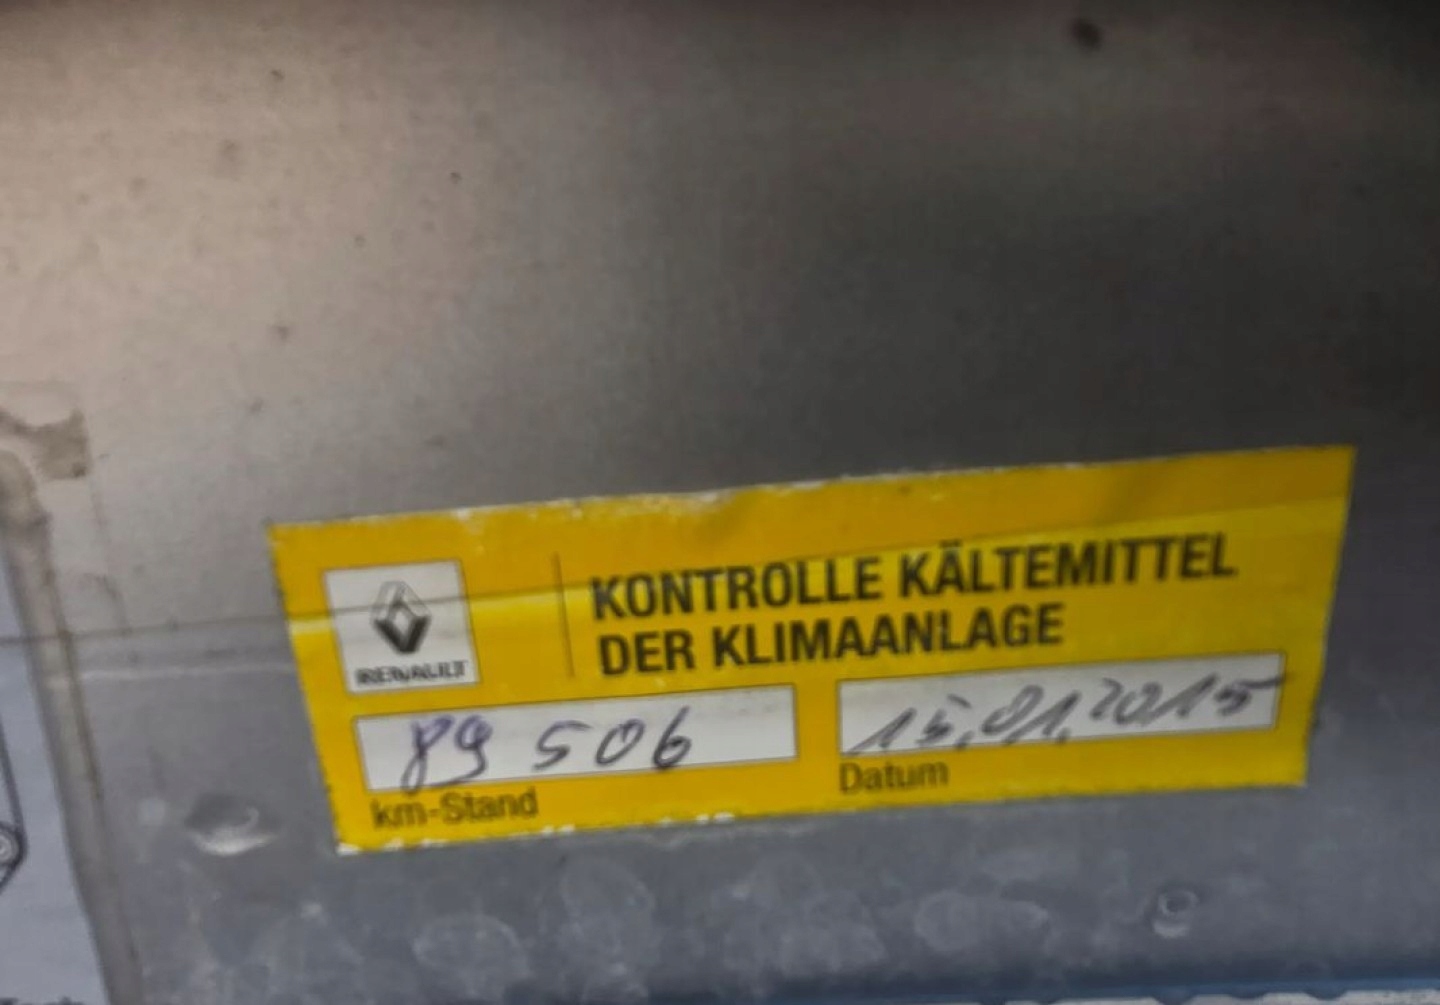 RENAULT
KONTROLLE KÄLTEMITTEL
DER KLIMAANLAGE
89 506
15.01.2015
km-Stand
Datum